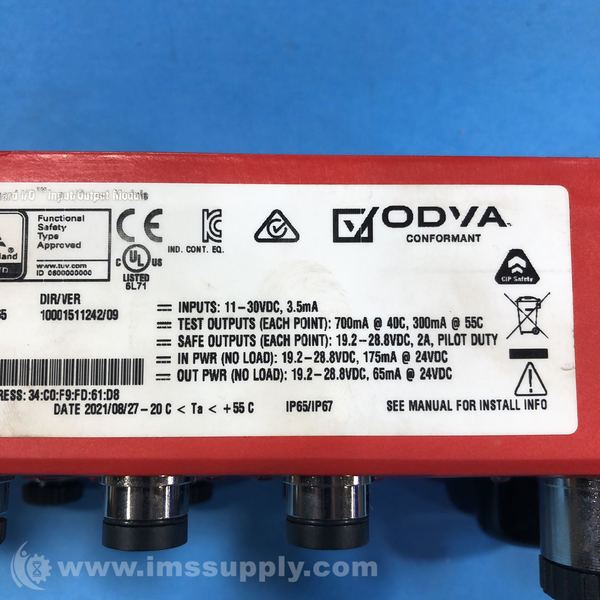 Input/Output Module
Functional
Safety
Type
Approved
www.tuv.com
ID 0600000000
CE
IND. CONT. EQ.
c UL us
LISTED
6L71
ODVA
CONFORMANT
CIP Safety
DIR/VER
10001511242/09
INPUTS: 11-30VDC, 3.5mA
TEST OUTPUTS (EACH POINT): 700mA @ 40C, 300mA @ 55C
SAFE OUTPUTS (EACH POINT): 19.2-28.8VDC, 2A, PILOT DUTY
IN PWR (NO LOAD): 19.2-28.8VDC, 175mA @ 24VDC
OUT PWR (NO LOAD): 19.2-28.8VDC, 65mA @ 24VDC
RESS: 34:C0:F9:FD:61:D8
DATE 2021/08/27 -20 C < Ta < +55 C IP65/IP67 SEE MANUAL FOR INSTALL INFO
© www.imssupply.com